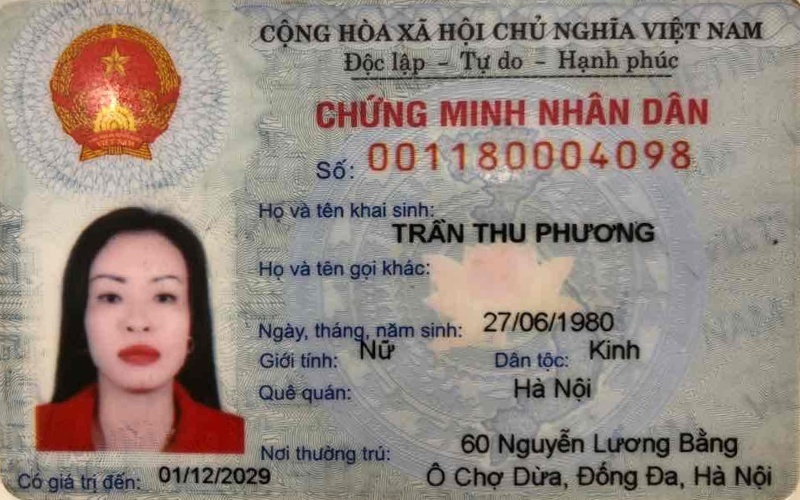 CỘNG HÒA XÃ HỘI CHỦ NGHĨA VIỆT NAM
Độc lập - Tự do - Hạnh phúc
CHỨNG MINH NHÂN DÂN
Số: 001180004098
Họ và tên khai sinh:
TRẦN THU PHƯƠNG
Họ và tên gọi khác:
Ngày, tháng, năm sinh: 27/06/1980
Giới tính: Nữ Dân tộc: Kinh
Quê quán: Hà Nội
Nơi thường trú: 60 Nguyễn Lương Bằng
Ô Chợ Dừa, Đống Đa, Hà Nội
Có giá trị đến: 01/12/2029